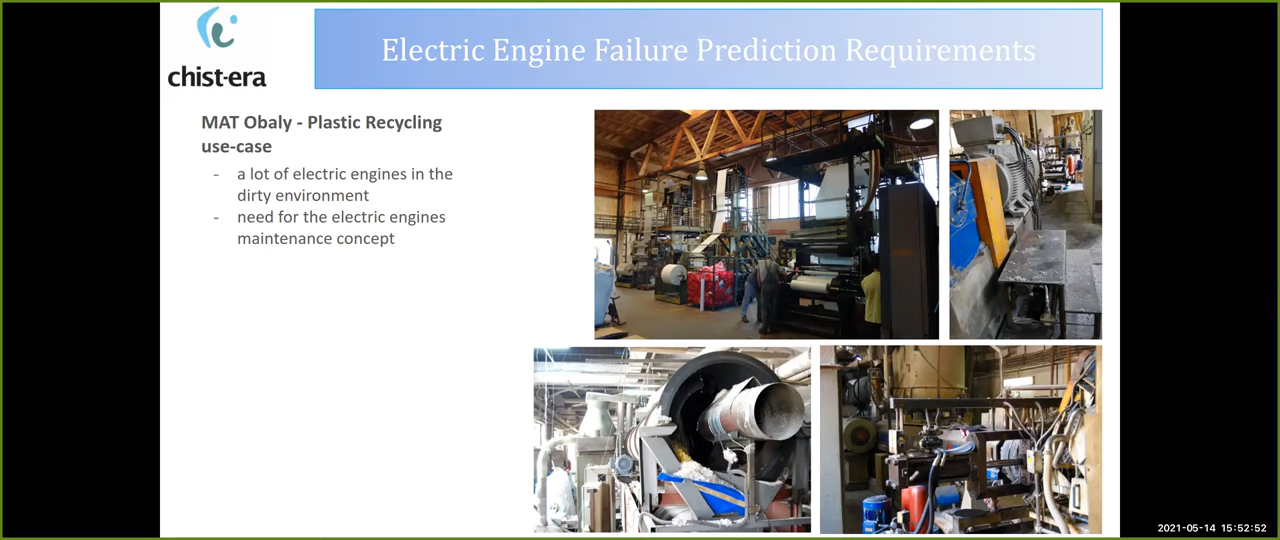 chist-era
Electric Engine Failure Prediction Requirements
MAT Obaly - Plastic Recycling
use-case
- a lot of electric engines in the
dirty environment
- need for the electric engines
maintenance concept
2021-05-14 15:52:52